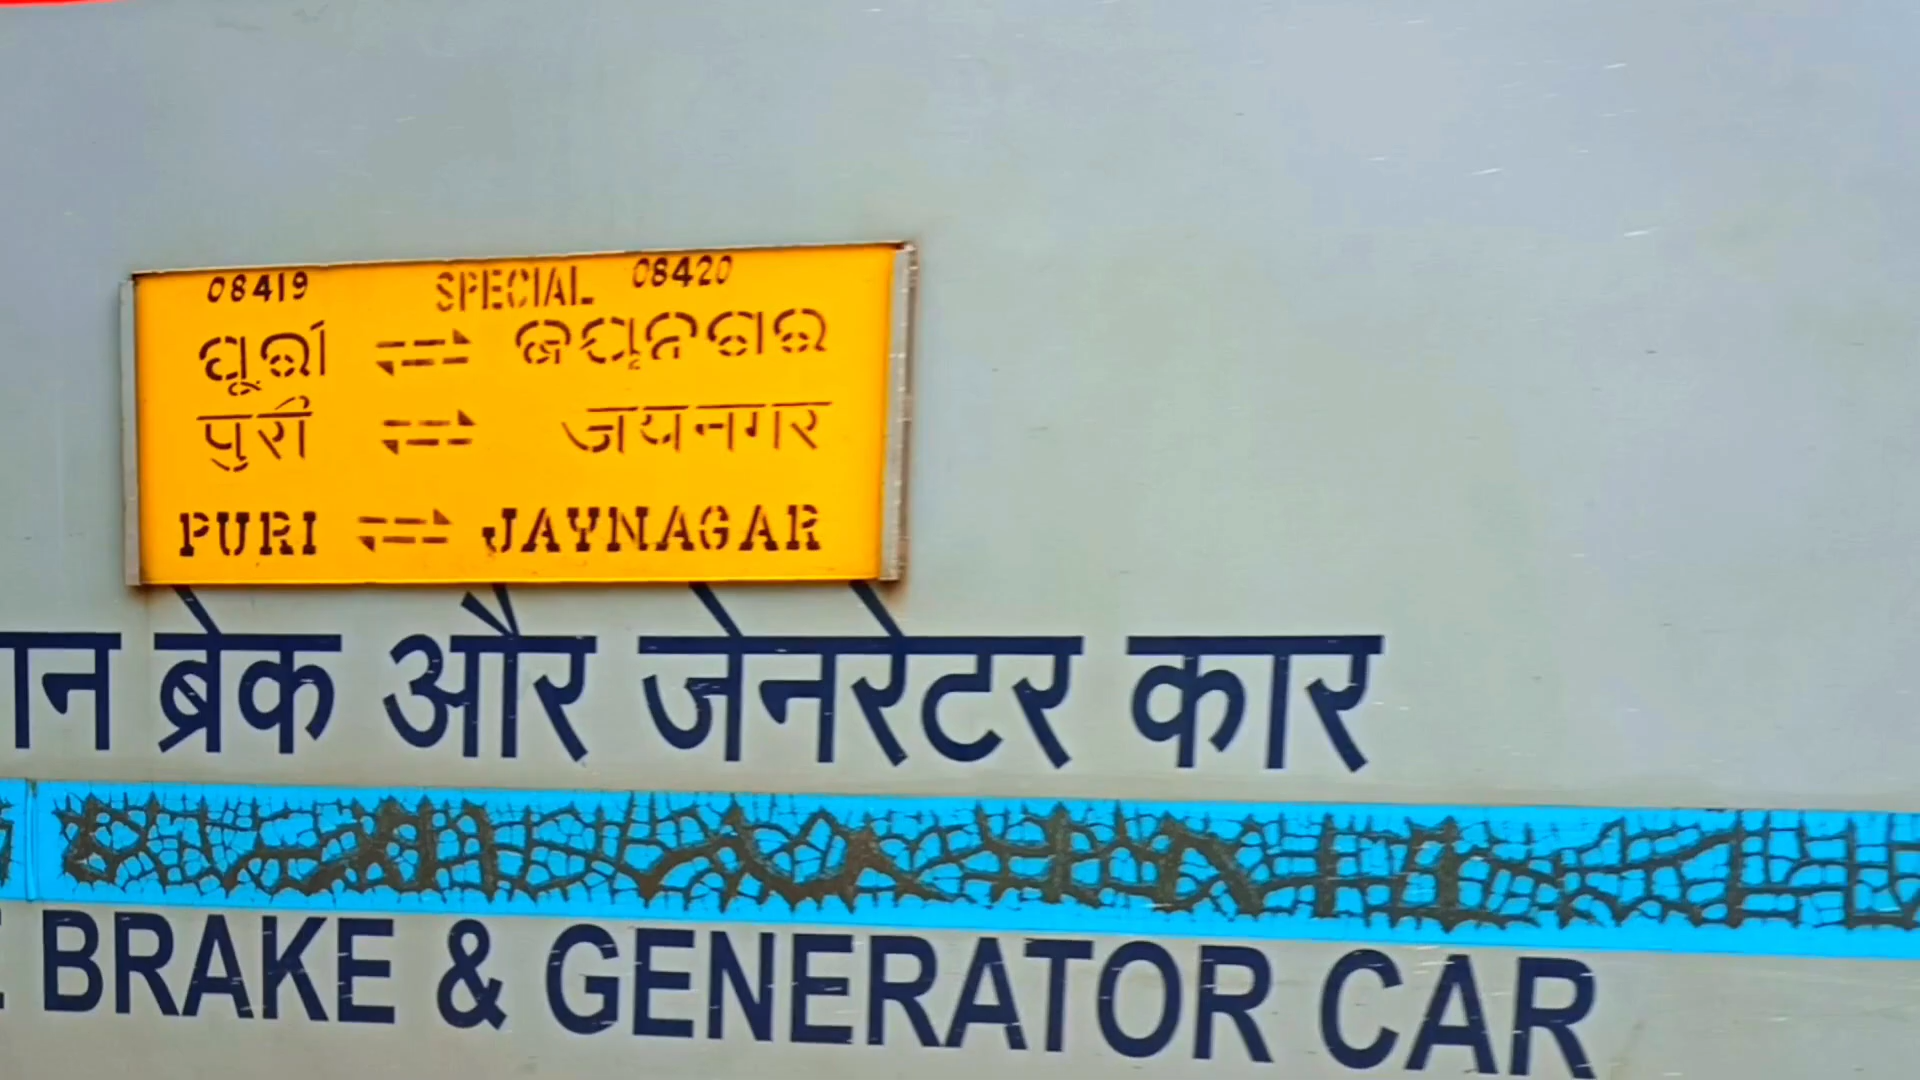 08419 SPECIAL 08420
ପୁରୀ ⇌ ଜୟନଗର
पुरी ⇌ जयनगर
PURI ⇌ JAYNAGAR
ब्रेक और जेनरेटर कार
BRAKE & GENERATOR CAR